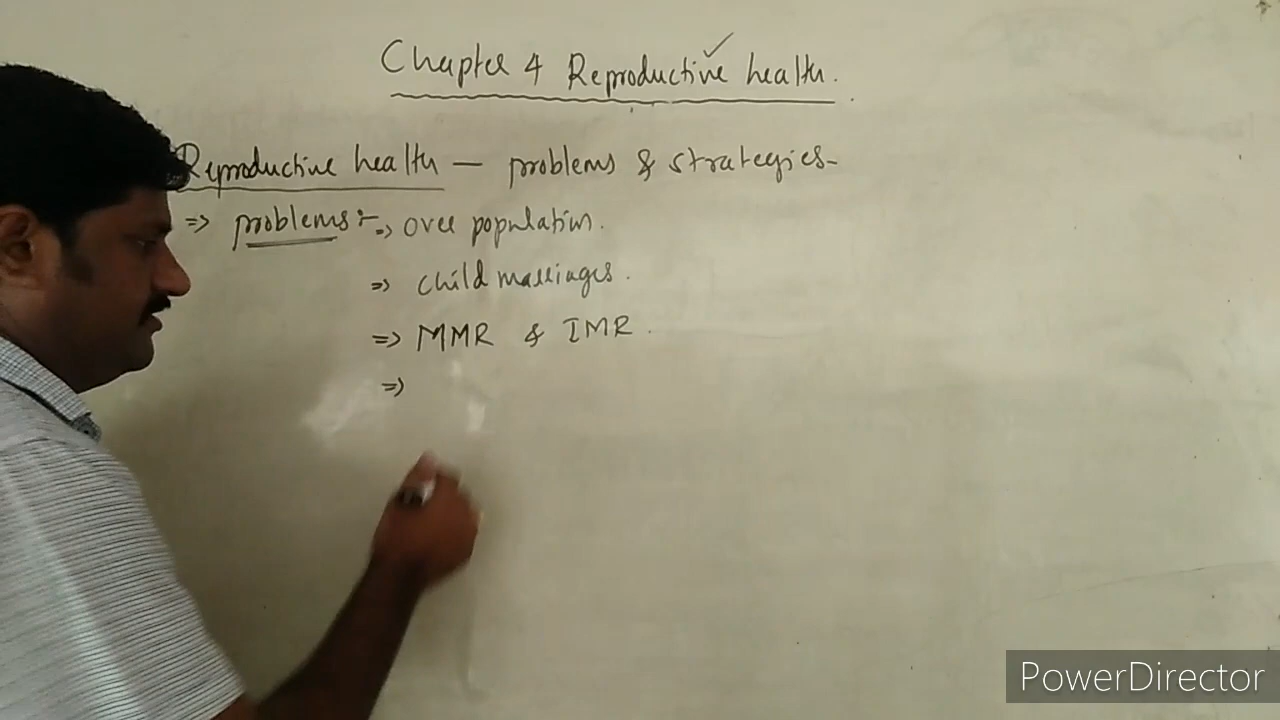 Chapter 4 Reproductive health.
Reproductive health — problems & strategies-
=> problems :- => over population.
=> child marriages.
=> MMR & IMR.
=>
PowerDirector